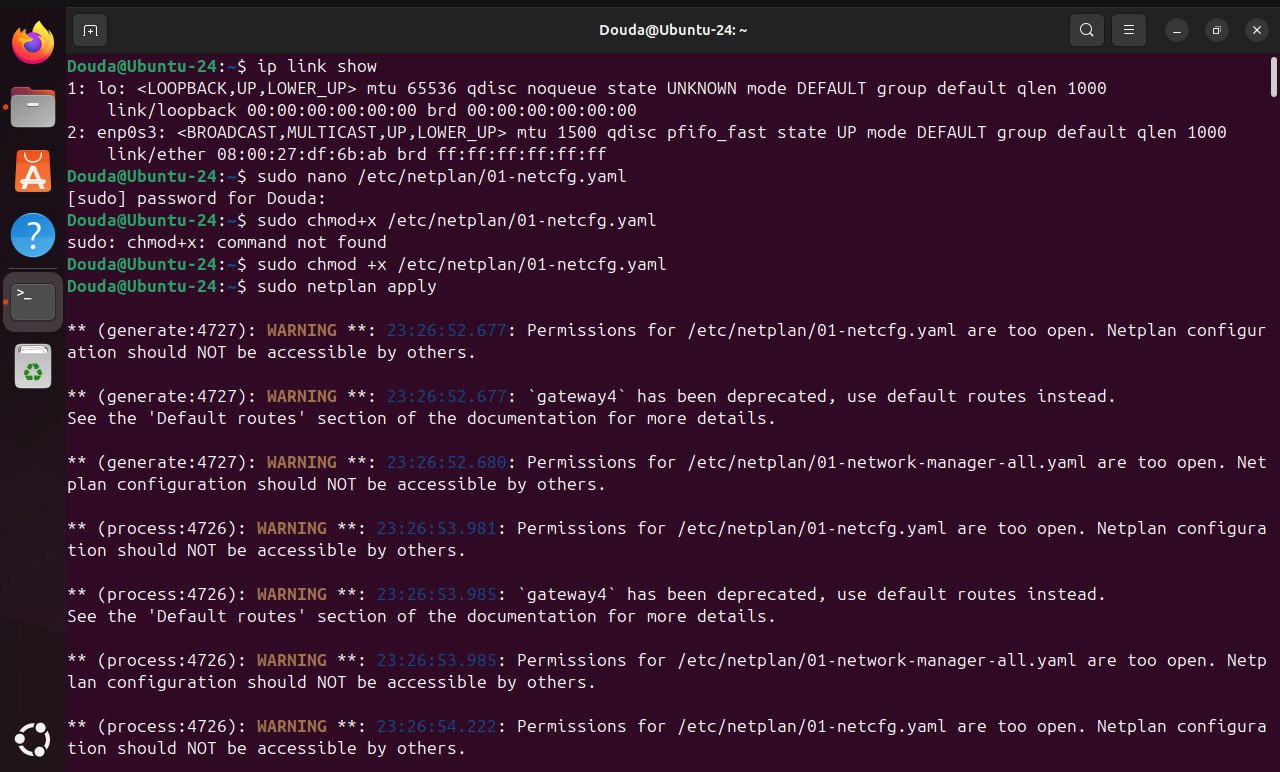 Douda@Ubuntu-24: ~
Douda@Ubuntu-24:~$ ip link show
1: lo: <LOOPBACK,UP,LOWER_UP> mtu 65536 qdisc noqueue state UNKNOWN mode DEFAULT group default qlen 1000
    link/loopback 00:00:00:00:00:00 brd 00:00:00:00:00:00
2: enp0s3: <BROADCAST,MULTICAST,UP,LOWER_UP> mtu 1500 qdisc pfifo_fast state UP mode DEFAULT group default qlen 1000
    link/ether 08:00:27:df:6b:ab brd ff:ff:ff:ff:ff:ff
Douda@Ubuntu-24:~$ sudo nano /etc/netplan/01-netcfg.yaml
[sudo] password for Douda:
Douda@Ubuntu-24:~$ sudo chmod+x /etc/netplan/01-netcfg.yaml
sudo: chmod+x: command not found
Douda@Ubuntu-24:~$ sudo chmod +x /etc/netplan/01-netcfg.yaml
Douda@Ubuntu-24:~$ sudo netplan apply
** (generate:4727): WARNING **: 23:26:52.677: Permissions for /etc/netplan/01-netcfg.yaml are too open. Netplan configur
ation should NOT be accessible by others.
** (generate:4727): WARNING **: 23:26:52.677: `gateway4` has been deprecated, use default routes instead.
See the 'Default routes' section of the documentation for more details.
** (generate:4727): WARNING **: 23:26:52.680: Permissions for /etc/netplan/01-network-manager-all.yaml are too open. Net
plan configuration should NOT be accessible by others.
** (process:4726): WARNING **: 23:26:53.981: Permissions for /etc/netplan/01-netcfg.yaml are too open. Netplan configura
tion should NOT be accessible by others.
** (process:4726): WARNING **: 23:26:53.985: `gateway4` has been deprecated, use default routes instead.
See the 'Default routes' section of the documentation for more details.
** (process:4726): WARNING **: 23:26:53.985: Permissions for /etc/netplan/01-network-manager-all.yaml are too open. Netp
lan configuration should NOT be accessible by others.
** (process:4726): WARNING **: 23:26:54.222: Permissions for /etc/netplan/01-netcfg.yaml are too open. Netplan configura
tion should NOT be accessible by others.